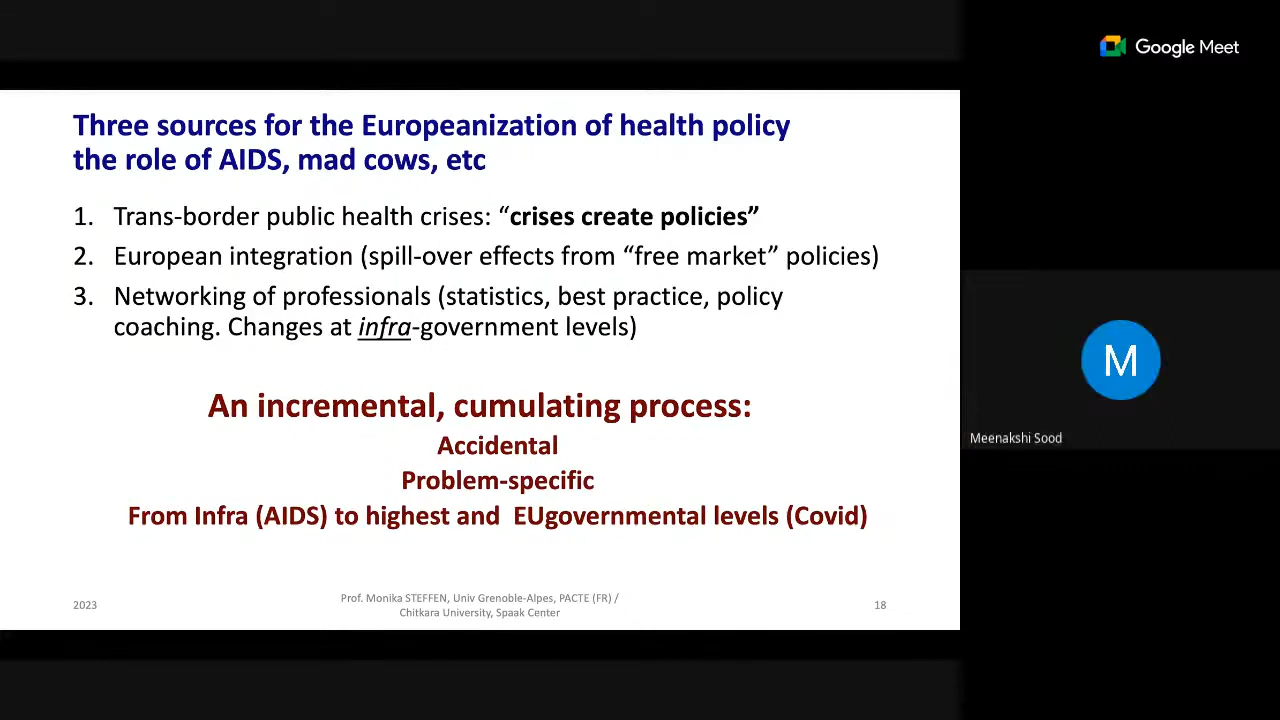 Google Meet
Three sources for the Europeanization of health policy
the role of AIDS, mad cows, etc
1. Trans-border public health crises: “crises create policies”
2. European integration (spill-over effects from “free market” policies)
3. Networking of professionals (statistics, best practice, policy
coaching. Changes at infra-government levels)
An incremental, cumulating process:
Accidental
Problem-specific
From Infra (AIDS) to highest and EUgovernmental levels (Covid)
2023
Prof. Monika STEFFEN, Univ Grenoble-Alpes, PACTE (FR) /
Chitkara University, Spaak Center
18
M
Meenakshi Sood